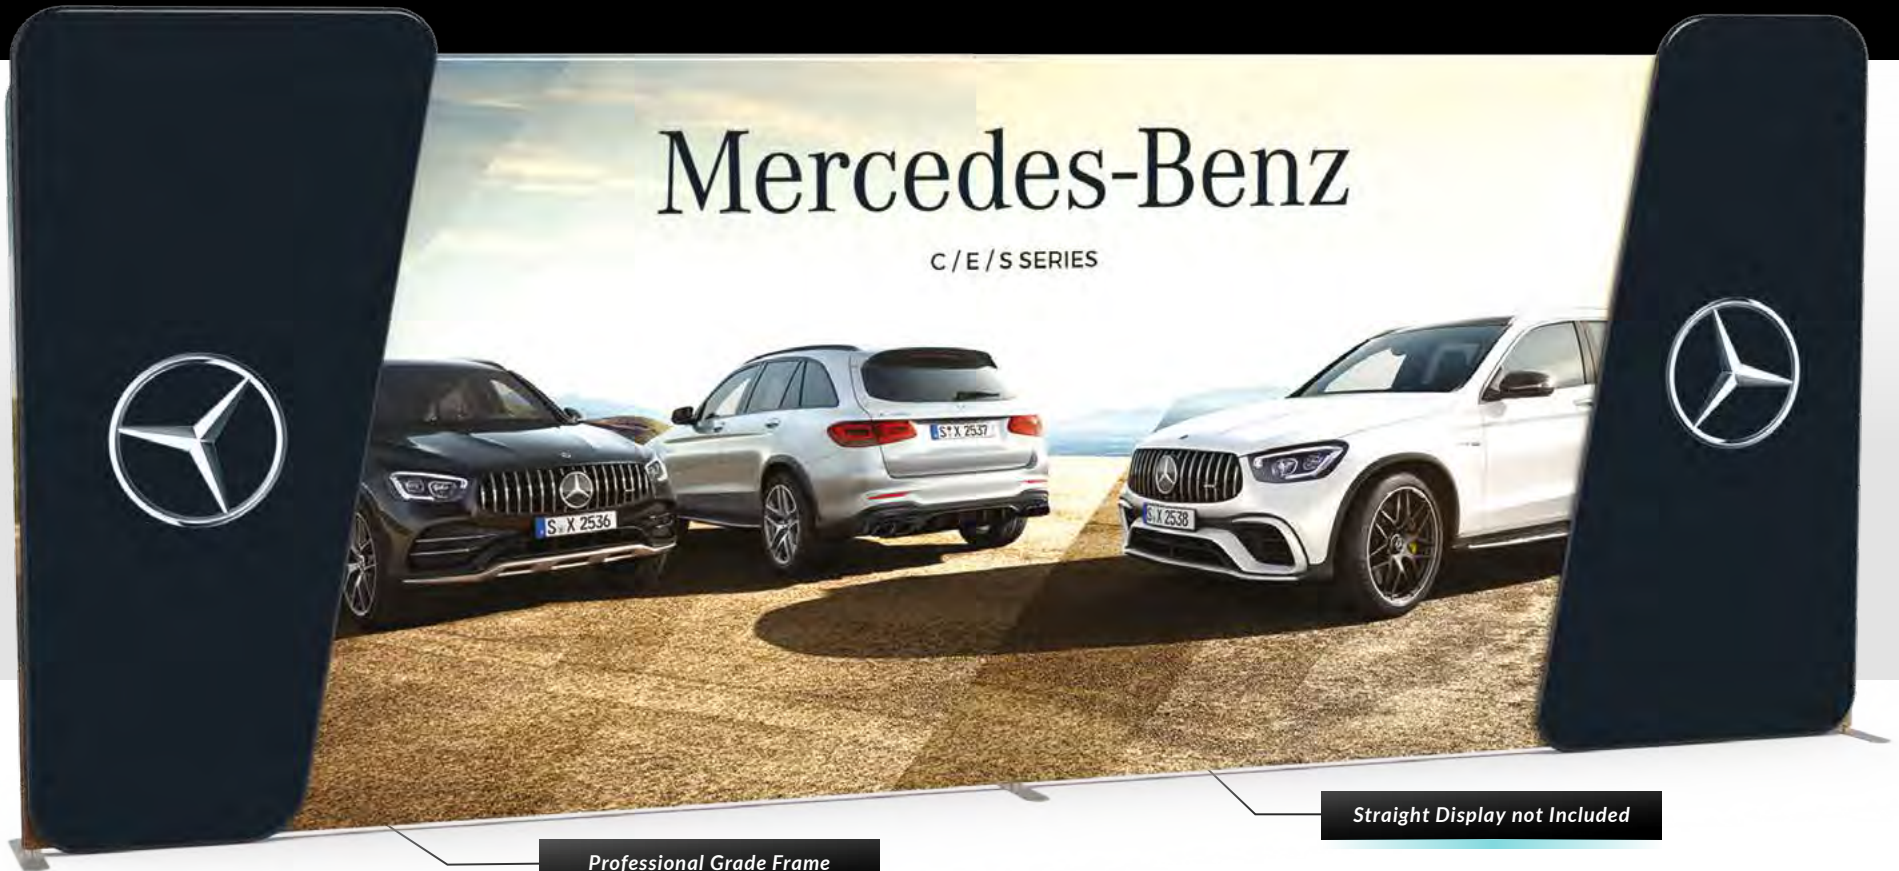 Mercedes-Benz
C / E / S SERIES
S X 2536
S X 2537
S X 2538
Straight Display not Included
Professional Grade Frame